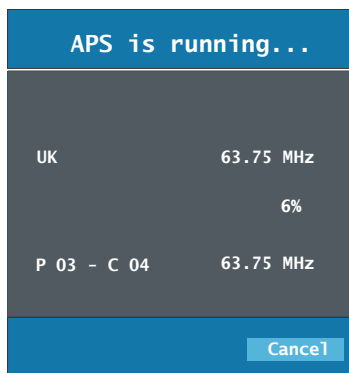 APS is running...
UK 63.75 MHz
6%
P 03 - C 04 63.75 MHz
Cancel